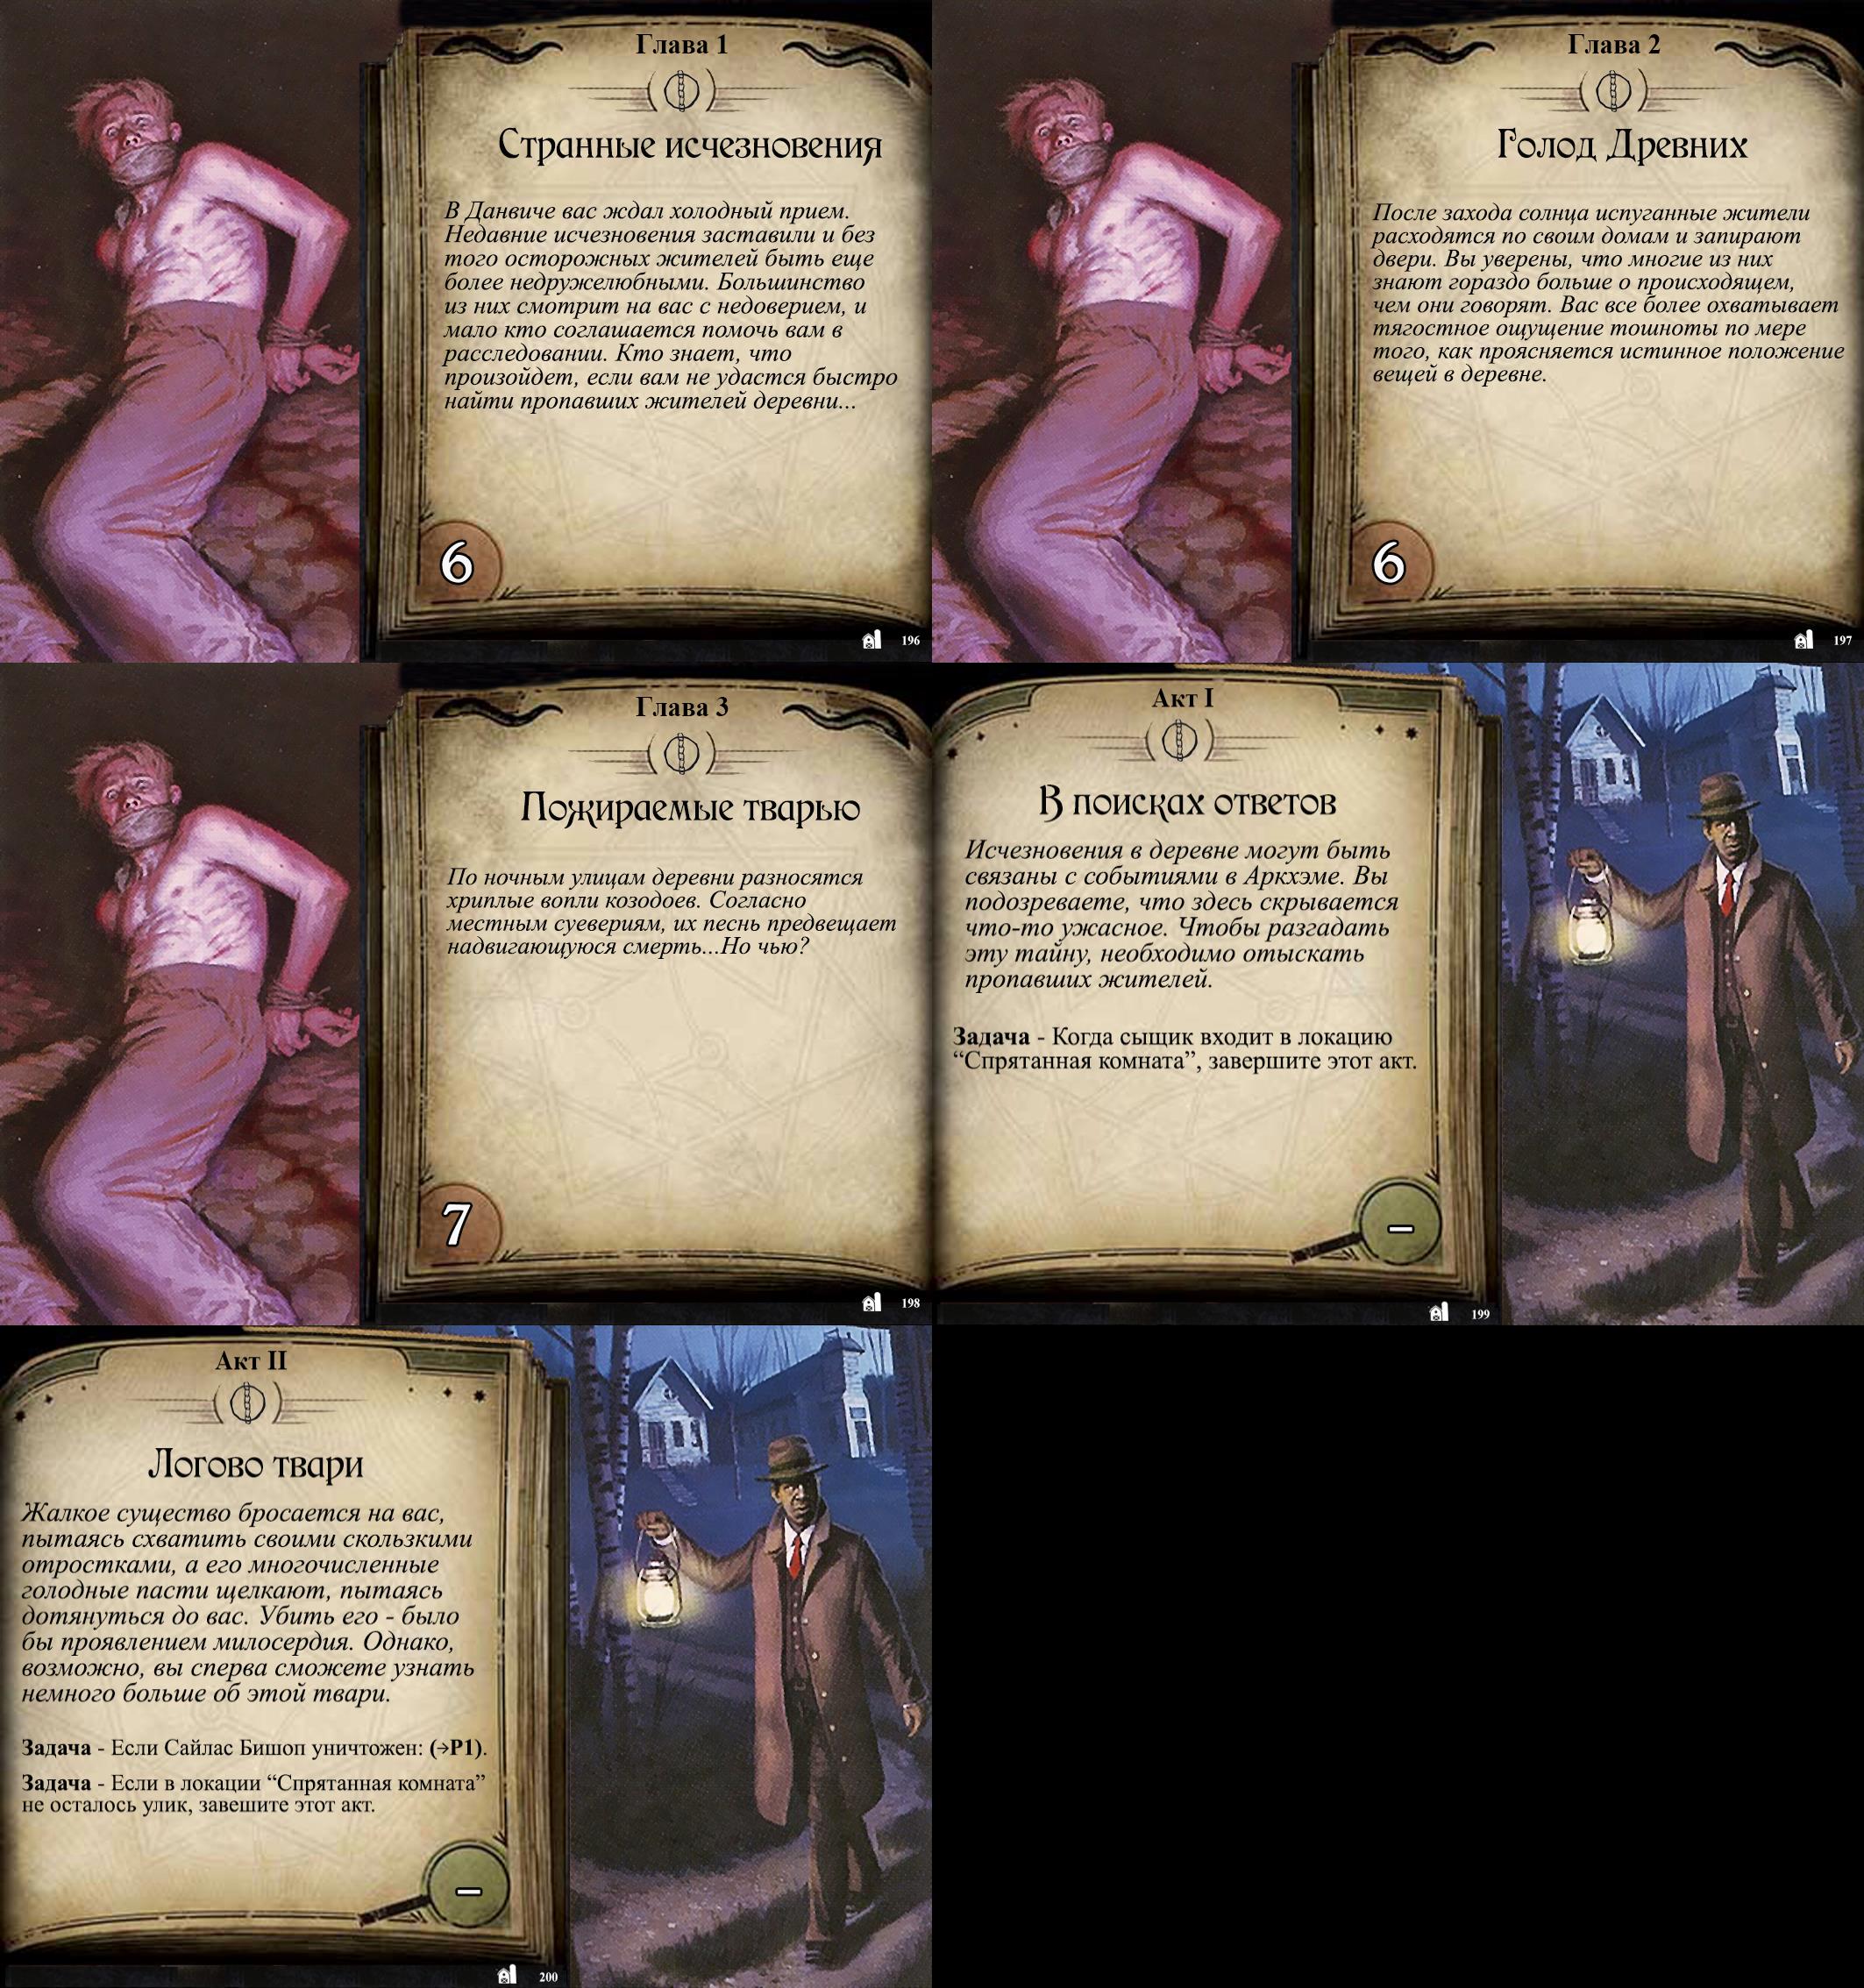 Глава 1
Странные исчезновения
В Данвиче вас ждал холодный прием.
Недавние исчезновения заставили и без
того осторожных жителей быть еще
более недружелюбными. Большинство
из них смотрит на вас с недоверием, и
мало кто соглашается помочь вам в
расследовании. Кто знает, что
произойдет, если вам не удастся быстро
найти пропавших жителей деревни...
6
196
Глава 2
Голод Древних
После захода солнца испуганные жители
расходятся по своим домам и запирают
двери. Вы уверены, что многие из них
знают гораздо больше о происходящем,
чем они говорят. Вас все более охватывает
тягостное ощущение тошноты по мере
того, как проясняется истинное положение
вещей в деревне.
6
197
Глава 3
Пожираемые тварью
По ночным улицам деревни разносятся
хриплые вопли козодоев. Согласно
местным суевериям, их песнь предвещает
надвигающуюся смерть...Но чью?
7
198
Акт I
В поисках ответов
Исчезновения в деревне могут быть
связаны с событиями в Аркхэме. Вы
подозреваете, что здесь скрывается
что-то ужасное. Чтобы разгадать
эту тайну, необходимо отыскать
пропавших жителей.
Задача - Когда сыщик входит в локацию
“Спрятанная комната”, завершите этот акт.
–
199
Акт II
Логово твари
Жалкое существо бросается на вас,
пытаясь схватить своими скользкими
отростками, а его многочисленные
голодные пасти щелкают, пытаясь
дотянуться до вас. Убить его - было
бы проявлением милосердия. Однако,
возможно, вы сперва сможете узнать
немного больше об этой твари.
Задача - Если Сайлас Бишоп уничтожен: (→Р1).
Задача - Если в локации “Спрятанная комната”
не осталось улик, завешите этот акт.
–
200